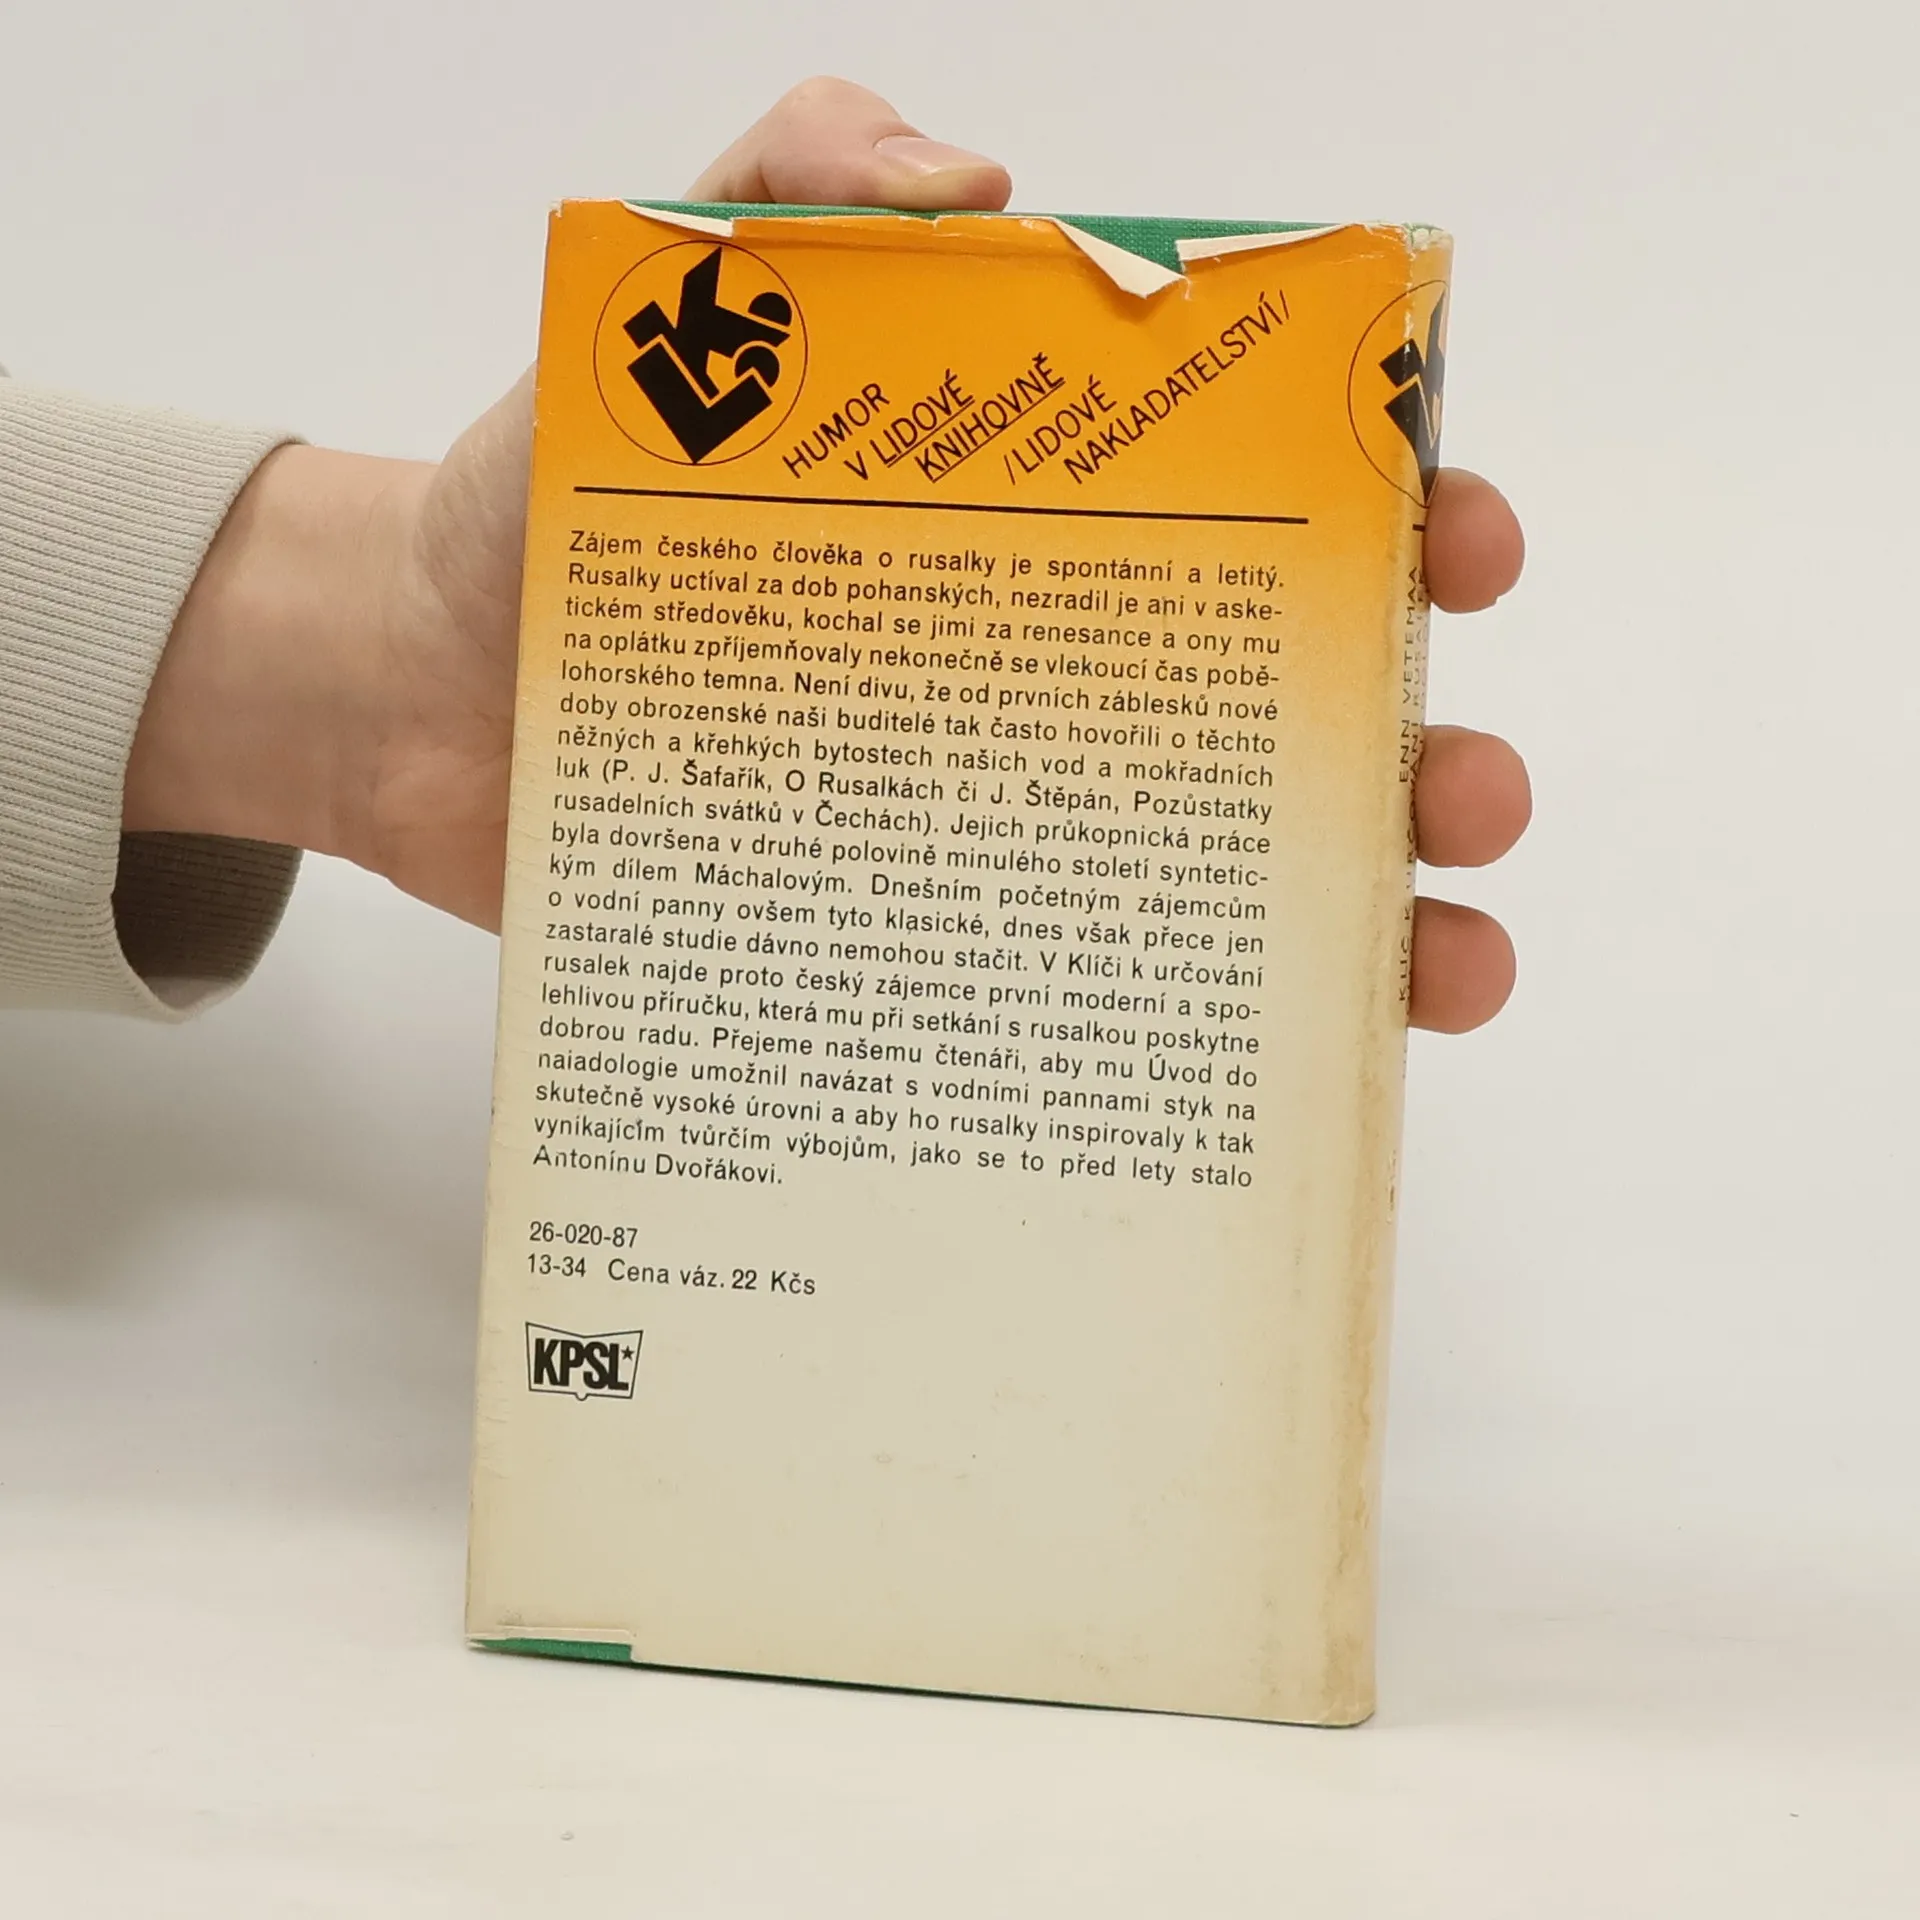 LK
HUMOR
V LIDOVÉ
KNIHOVNĚ
/LIDOVÉ
NAKLADATELSTVÍ/
Zájem českého člověka o rusalky je spontánní a letitý.
Rusalky uctíval za dob pohanských, nezradil je ani v aske-
tickém středověku, kochal se jimi za renesance a ony mu
na oplátku zpříjemňovaly nekonečně se vlekoucí čas pobě-
lohorského temna. Není divu, že od prvních záblesků nové
doby obrozenské naši buditelé tak často hovořili o těchto
něžných a křehkých bytostech našich vod a mokřadních
luk (P. J. Šafařík, O Rusalkách či J. Štěpán, Pozůstatky
rusadelních svátků v Čechách). Jejich průkopnická práce
byla dovršena v druhé polovině minulého století syntetic-
kým dílem Máchalovým. Dnešním početným zájemcům
o vodní panny ovšem tyto klasické, dnes však přece jen
zastaralé studie dávno nemohou stačit. V Klíči k určování
rusalek najde proto český zájemce první moderní a spo-
lehlivou příručku, která mu při setkání s rusalkou poskytne
dobrou radu. Přejeme našemu čtenáři, aby mu Úvod do
naiadologie umožnil navázat s vodními pannami styk na
skutečně vysoké úrovni a aby ho rusalky inspirovaly k tak
vynikajícím tvůrčím výbojům, jako se to před lety stalo
Antonínu Dvořákovi.
26-020-87
13-34 Cena váz. 22 Kčs
KPSL
ENN VETEMAA